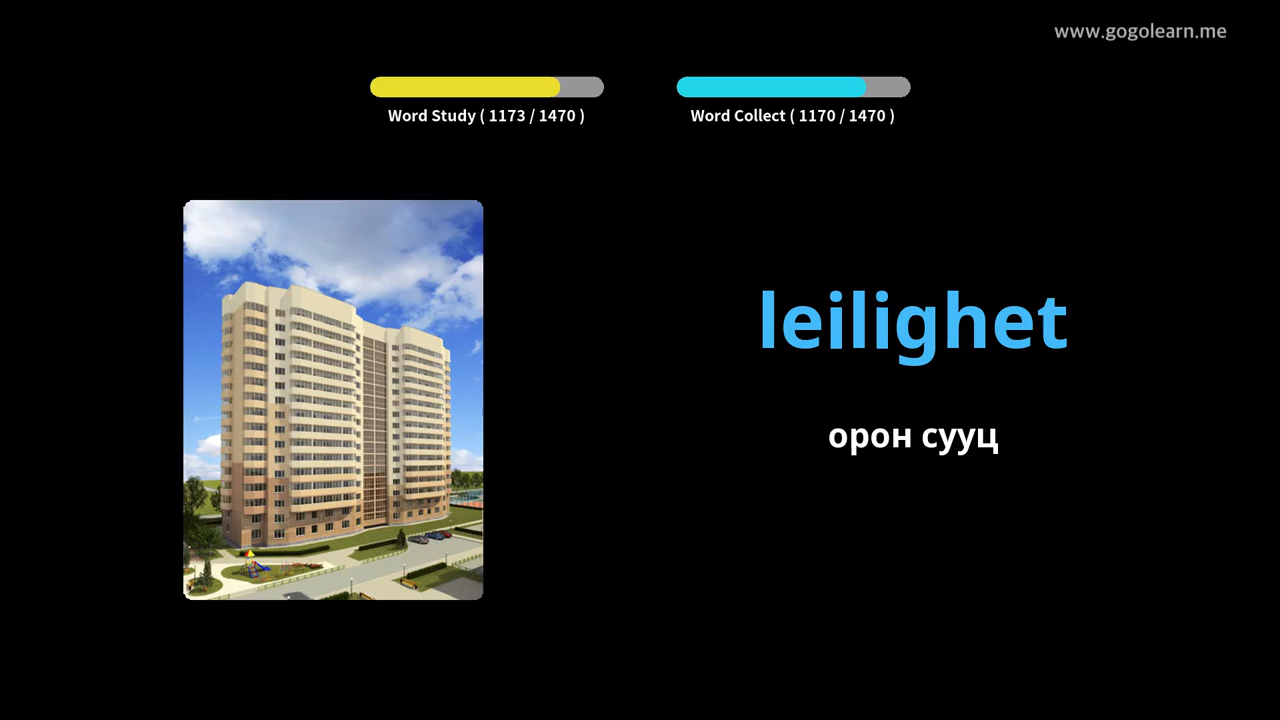 www.gogolearn.me
Word Study ( 1173 / 1470 )
Word Collect ( 1170 / 1470 )
leilighet
орон сууц